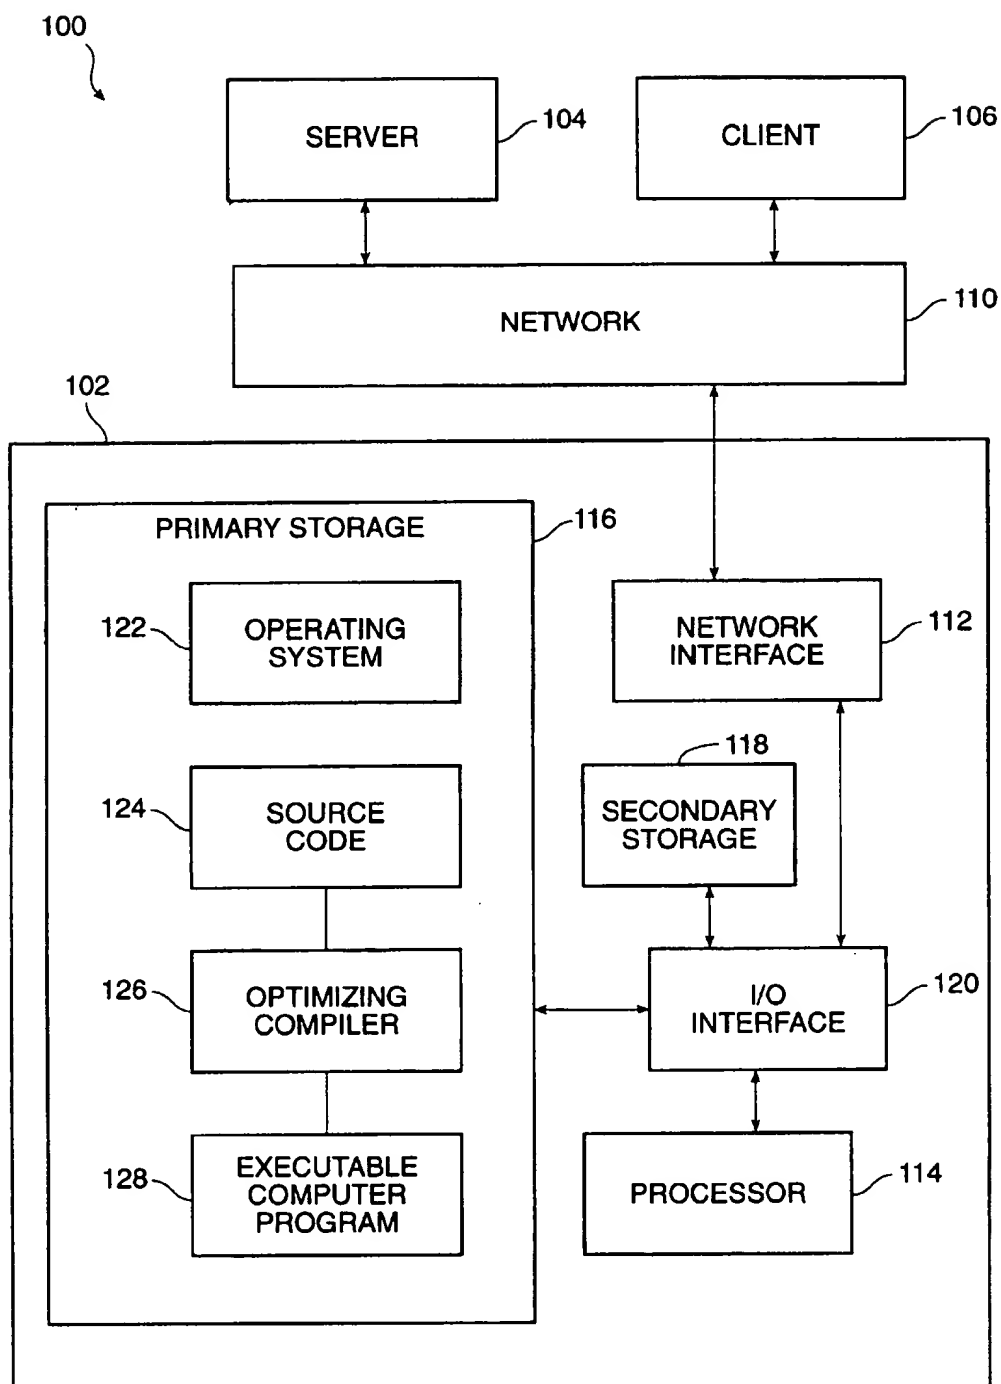 100
SERVER
104
CLIENT
106
NETWORK
110
102
PRIMARY STORAGE
116
122
OPERATING
SYSTEM
NETWORK
INTERFACE
112
118
124
SOURCE
CODE
SECONDARY
STORAGE
126
OPTIMIZING
COMPILER
I/O
INTERFACE
120
128
EXECUTABLE
COMPUTER
PROGRAM
PROCESSOR
114